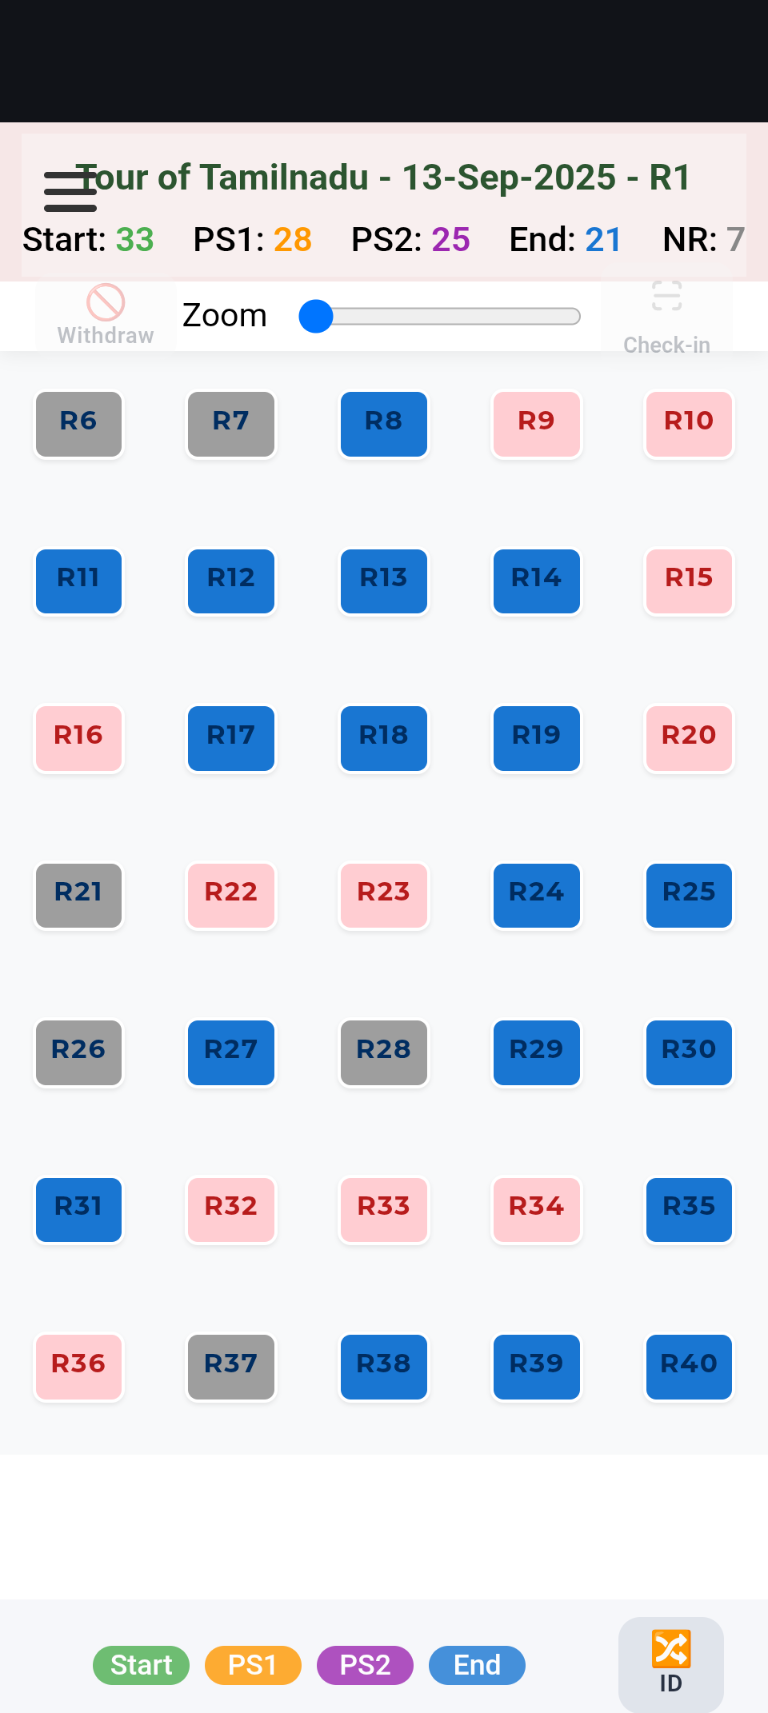 Tour of Tamilnadu - 13-Sep-2025 - R1
Start: 33 PS1: 28 PS2: 25 End: 21 NR: 7
Withdraw Zoom Check-in
R6 R7 R8 R9 R10
R11 R12 R13 R14 R15
R16 R17 R18 R19 R20
R21 R22 R23 R24 R25
R26 R27 R28 R29 R30
R31 R32 R33 R34 R35
R36 R37 R38 R39 R40
Start PS1 PS2 End
ID